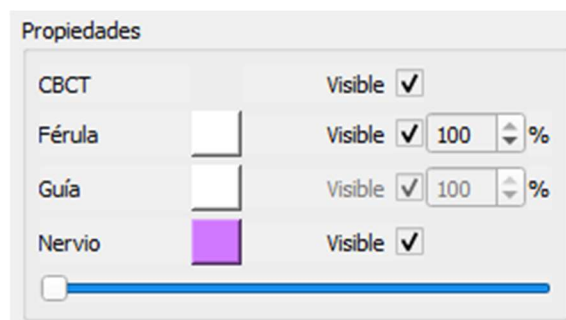 Propiedades
CBCT Visible
Férula Visible 100 %
Guía Visible 100 %
Nervio Visible